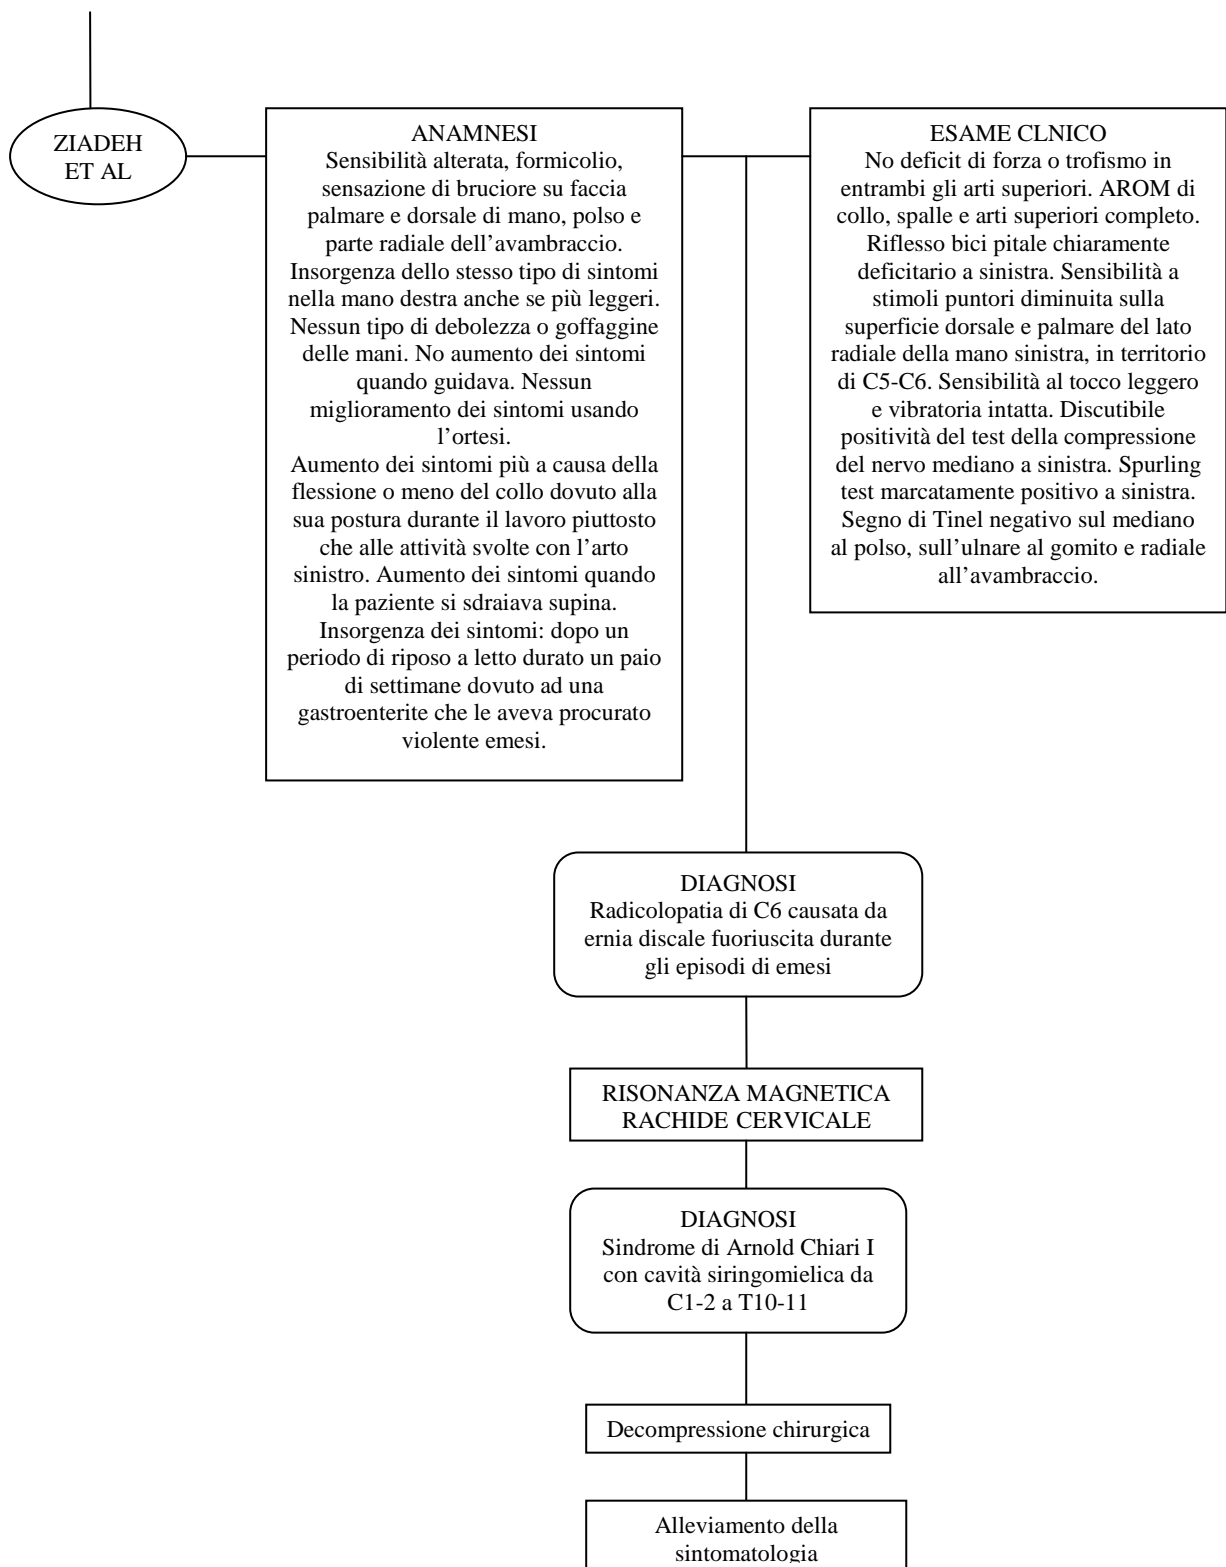 ZIADEH
ET AL
ANAMNESI
Sensibilità alterata, formicolio,
sensazione di bruciore su faccia
palmare e dorsale di mano, polso e
parte radiale dell’avambraccio.
Insorgenza dello stesso tipo di sintomi
nella mano destra anche se più leggeri.
Nessun tipo di debolezza o goffaggine
delle mani. No aumento dei sintomi
quando guidava. Nessun
miglioramento dei sintomi usando
l’ortesi.
Aumento dei sintomi più a causa della
flessione o meno del collo dovuto alla
sua postura durante il lavoro piuttosto
che alle attività svolte con l’arto
sinistro. Aumento dei sintomi quando
la paziente si sdraiava supina.
Insorgenza dei sintomi: dopo un
periodo di riposo a letto durato un paio
di settimane dovuto ad una
gastroenterite che le aveva procurato
violente emesi.
ESAME CLNICO
No deficit di forza o trofismo in
entrambi gli arti superiori. AROM di
collo, spalle e arti superiori completo.
Riflesso bici pitale chiaramente
deficitario a sinistra. Sensibilità a
stimoli puntori diminuita sulla
superficie dorsale e palmare del lato
radiale della mano sinistra, in territorio
di C5-C6. Sensibilità al tocco leggero
e vibratoria intatta. Discutibile
positività del test della compressione
del nervo mediano a sinistra. Spurling
test marcatamente positivo a sinistra.
Segno di Tinel negativo sul mediano
al polso, sull’ulnare al gomito e radiale
all’avambraccio.
DIAGNOSI
Radicolopatia di C6 causata da
ernia discale fuoriuscita durante
gli episodi di emesi
RISONANZA MAGNETICA
RACHIDE CERVICALE
DIAGNOSI
Sindrome di Arnold Chiari I
con cavità siringomielica da
C1-2 a T10-11
Decompressione chirurgica
Alleviamento della
sintomatologia